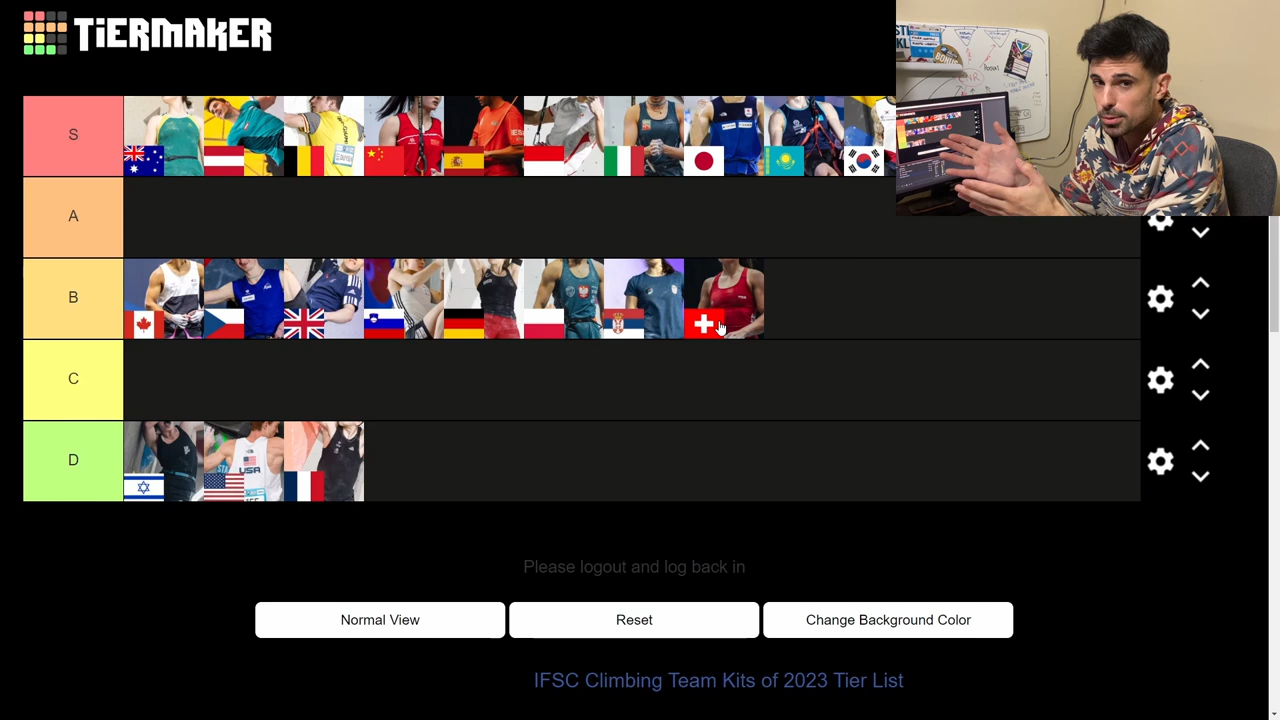 TiERMAKER
S
A
B
C
D
USA
Please logout and log back in
Normal View
Reset
Change Background Color
IFSC Climbing Team Kits of 2023 Tier List